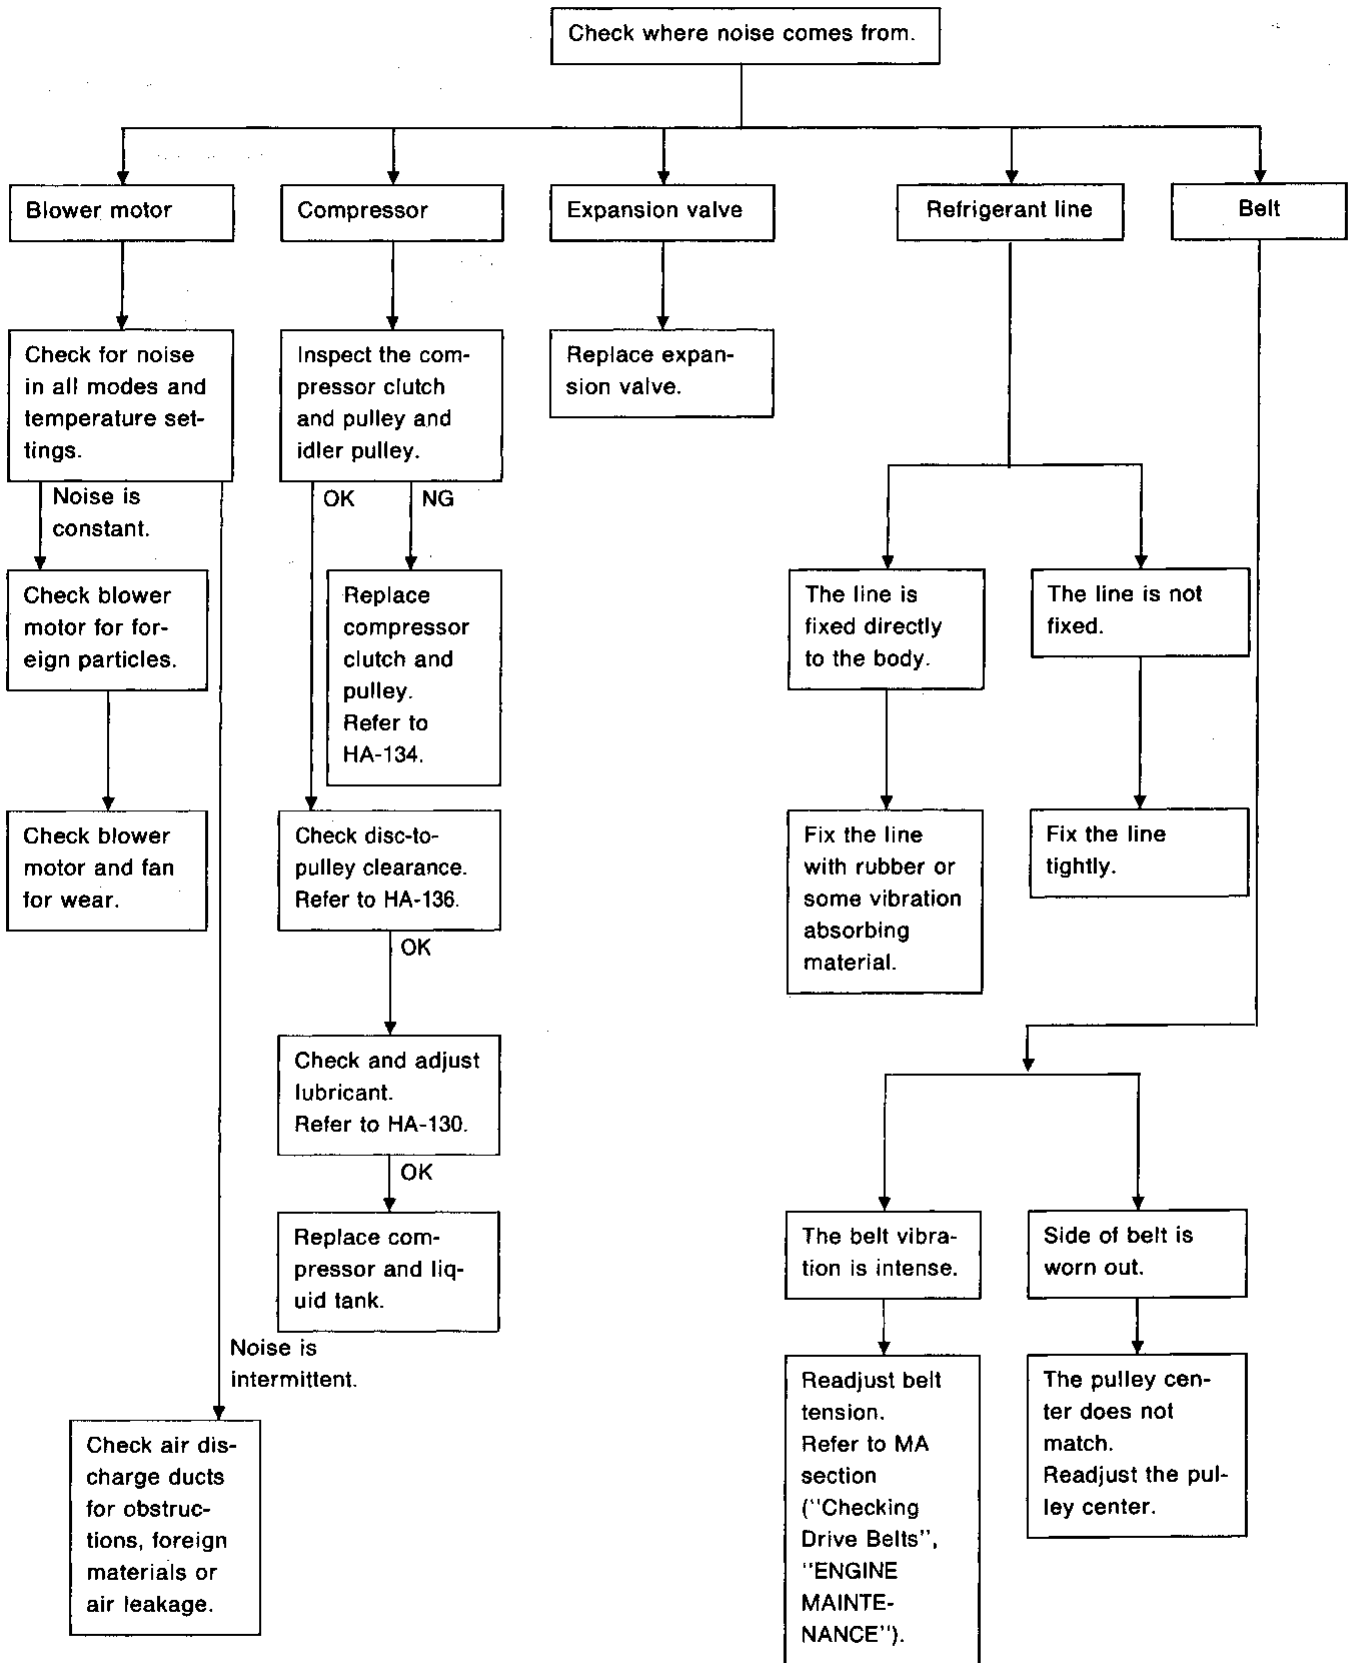 Check where noise comes from.
Blower motor
Compressor
Expansion valve
Refrigerant line
Belt
Check for noise
in all modes and
temperature set-
tings.
Inspect the com-
pressor clutch
and pulley and
idler pulley.
Replace expan-
sion valve.
Noise is
constant.
OK
NG
Check blower
motor for for-
eign particles.
Replace
compressor
clutch and
pulley.
Refer to
HA-134.
The line is
fixed directly
to the body.
The line is not
fixed.
Check blower
motor and fan
for wear.
Check disc-to-
pulley clearance.
Refer to HA-136.
Fix the line
with rubber or
some vibration
absorbing
material.
Fix the line
tightly.
OK
Check and adjust
lubricant.
Refer to HA-130.
OK
Replace com-
pressor and liq-
uid tank.
The belt vibra-
tion is intense.
Side of belt is
worn out.
Noise is
intermittent.
Check air dis-
charge ducts
for obstruc-
tions, foreign
materials or
air leakage.
Readjust belt
tension.
Refer to MA
section
(''Checking
Drive Belts'',
''ENGINE
MAINTE-
NANCE'').
The pulley cen-
ter does not
match.
Readjust the pul-
ley center.